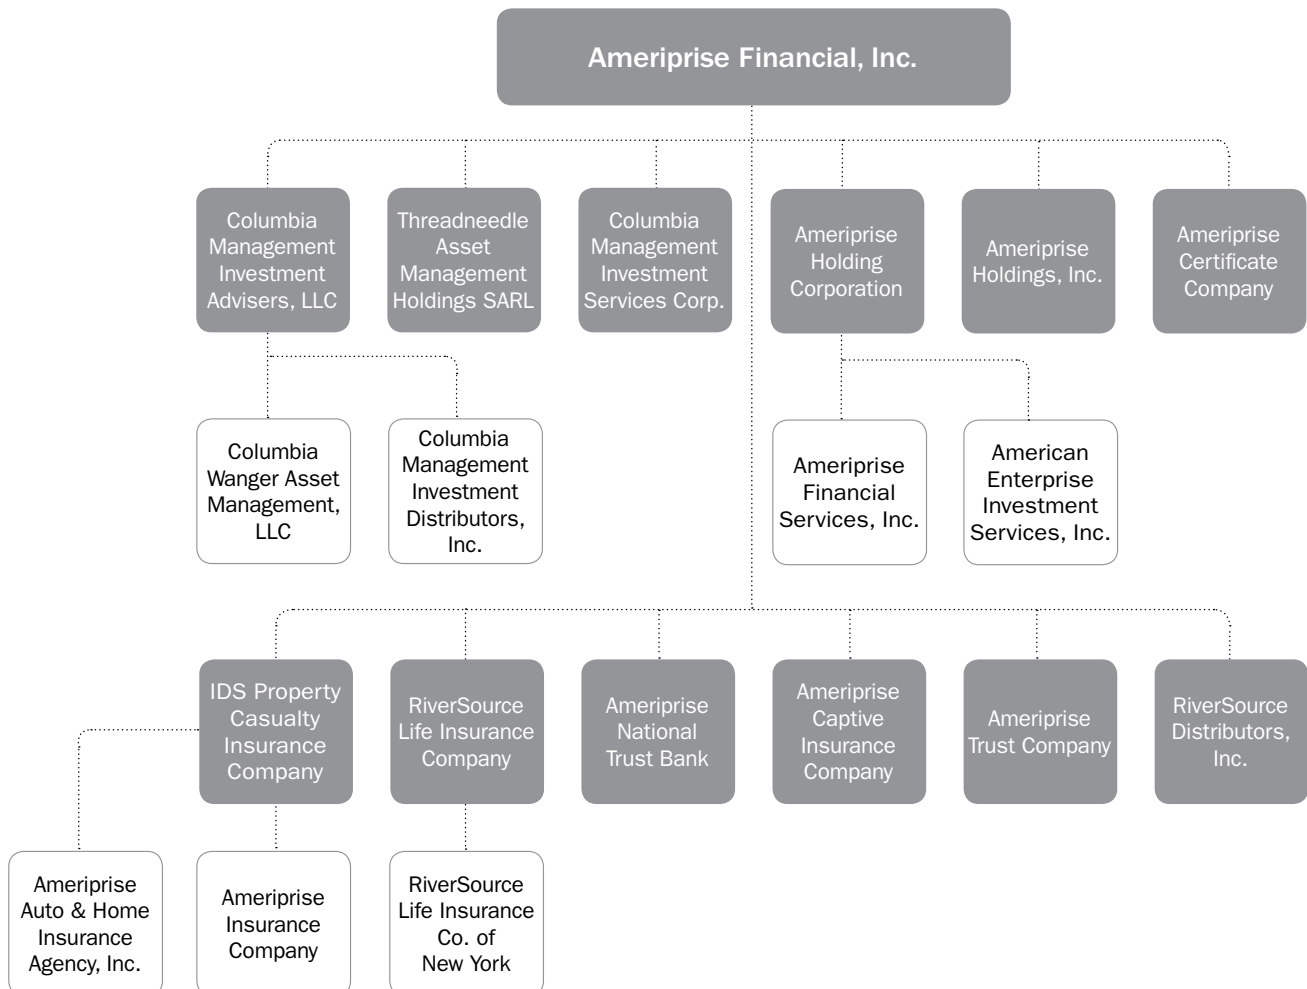 Ameriprise Financial, Inc.
Columbia
Management
Investment
Advisers, LLC
Threadneedle
Asset
Management
Holdings SARL
Columbia
Management
Investment
Services Corp.
Ameriprise
Holding
Corporation
Ameriprise
Holdings, Inc.
Ameriprise
Certificate
Company
Columbia
Wanger Asset
Management,
LLC
Columbia
Management
Investment
Distributors,
Inc.
Ameriprise
Financial
Services, Inc.
American
Enterprise
Investment
Services, Inc.
IDS Property
Casualty
Insurance
Company
RiverSource
Life Insurance
Company
Ameriprise
National
Trust Bank
Ameriprise
Captive
Insurance
Company
Ameriprise
Trust Company
RiverSource
Distributors,
Inc.
Ameriprise
Auto & Home
Insurance
Agency, Inc.
Ameriprise
Insurance
Company
RiverSource
Life Insurance
Co. of
New York